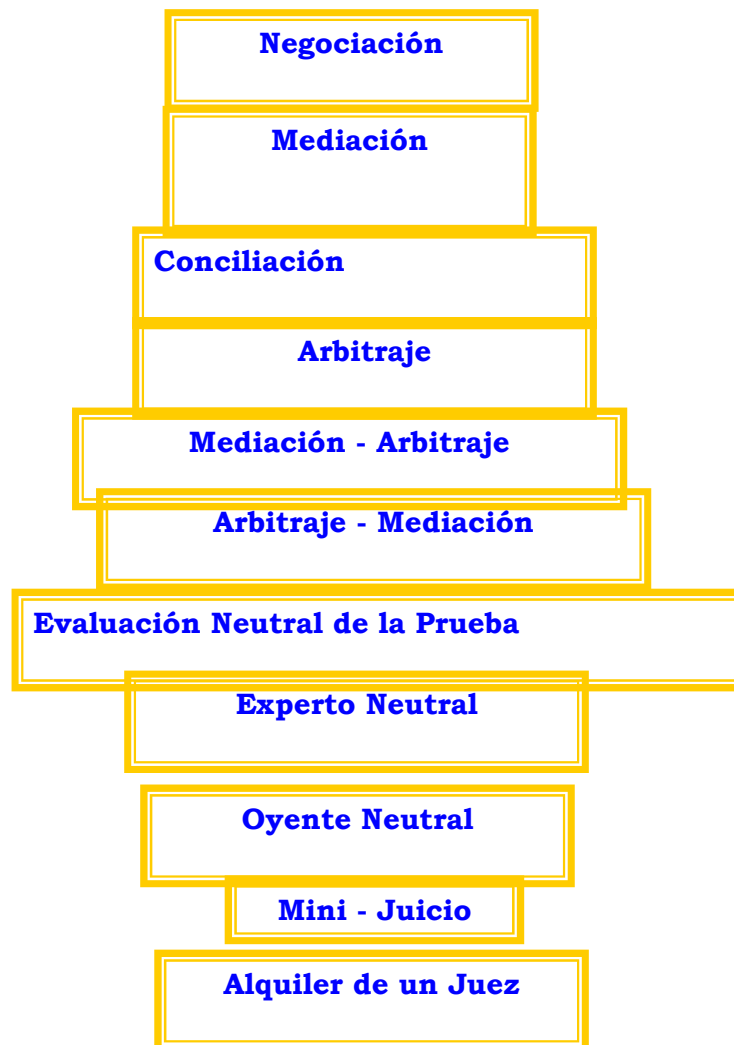 Negociación
Mediación
Conciliación
Arbitraje
Mediación - Arbitraje
Arbitraje - Mediación
Evaluación Neutral de la Prueba
Experto Neutral
Oyente Neutral
Mini - Juicio
Alquiler de un Juez